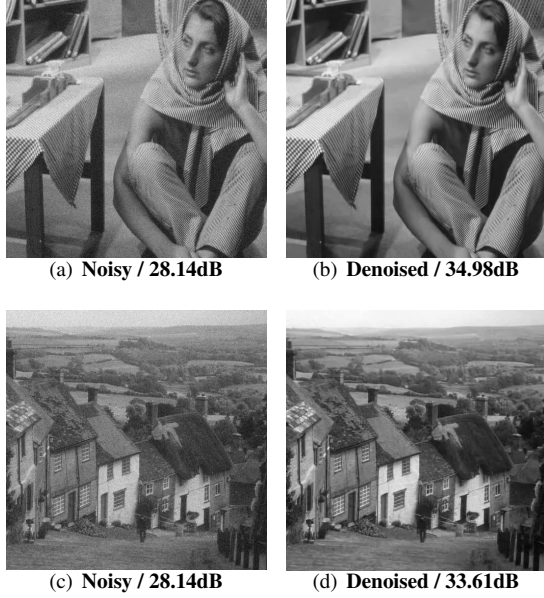 (a) Noisy / 28.14dB
(b) Denoised / 34.98dB
(c) Noisy / 28.14dB
(d) Denoised / 33.61dB